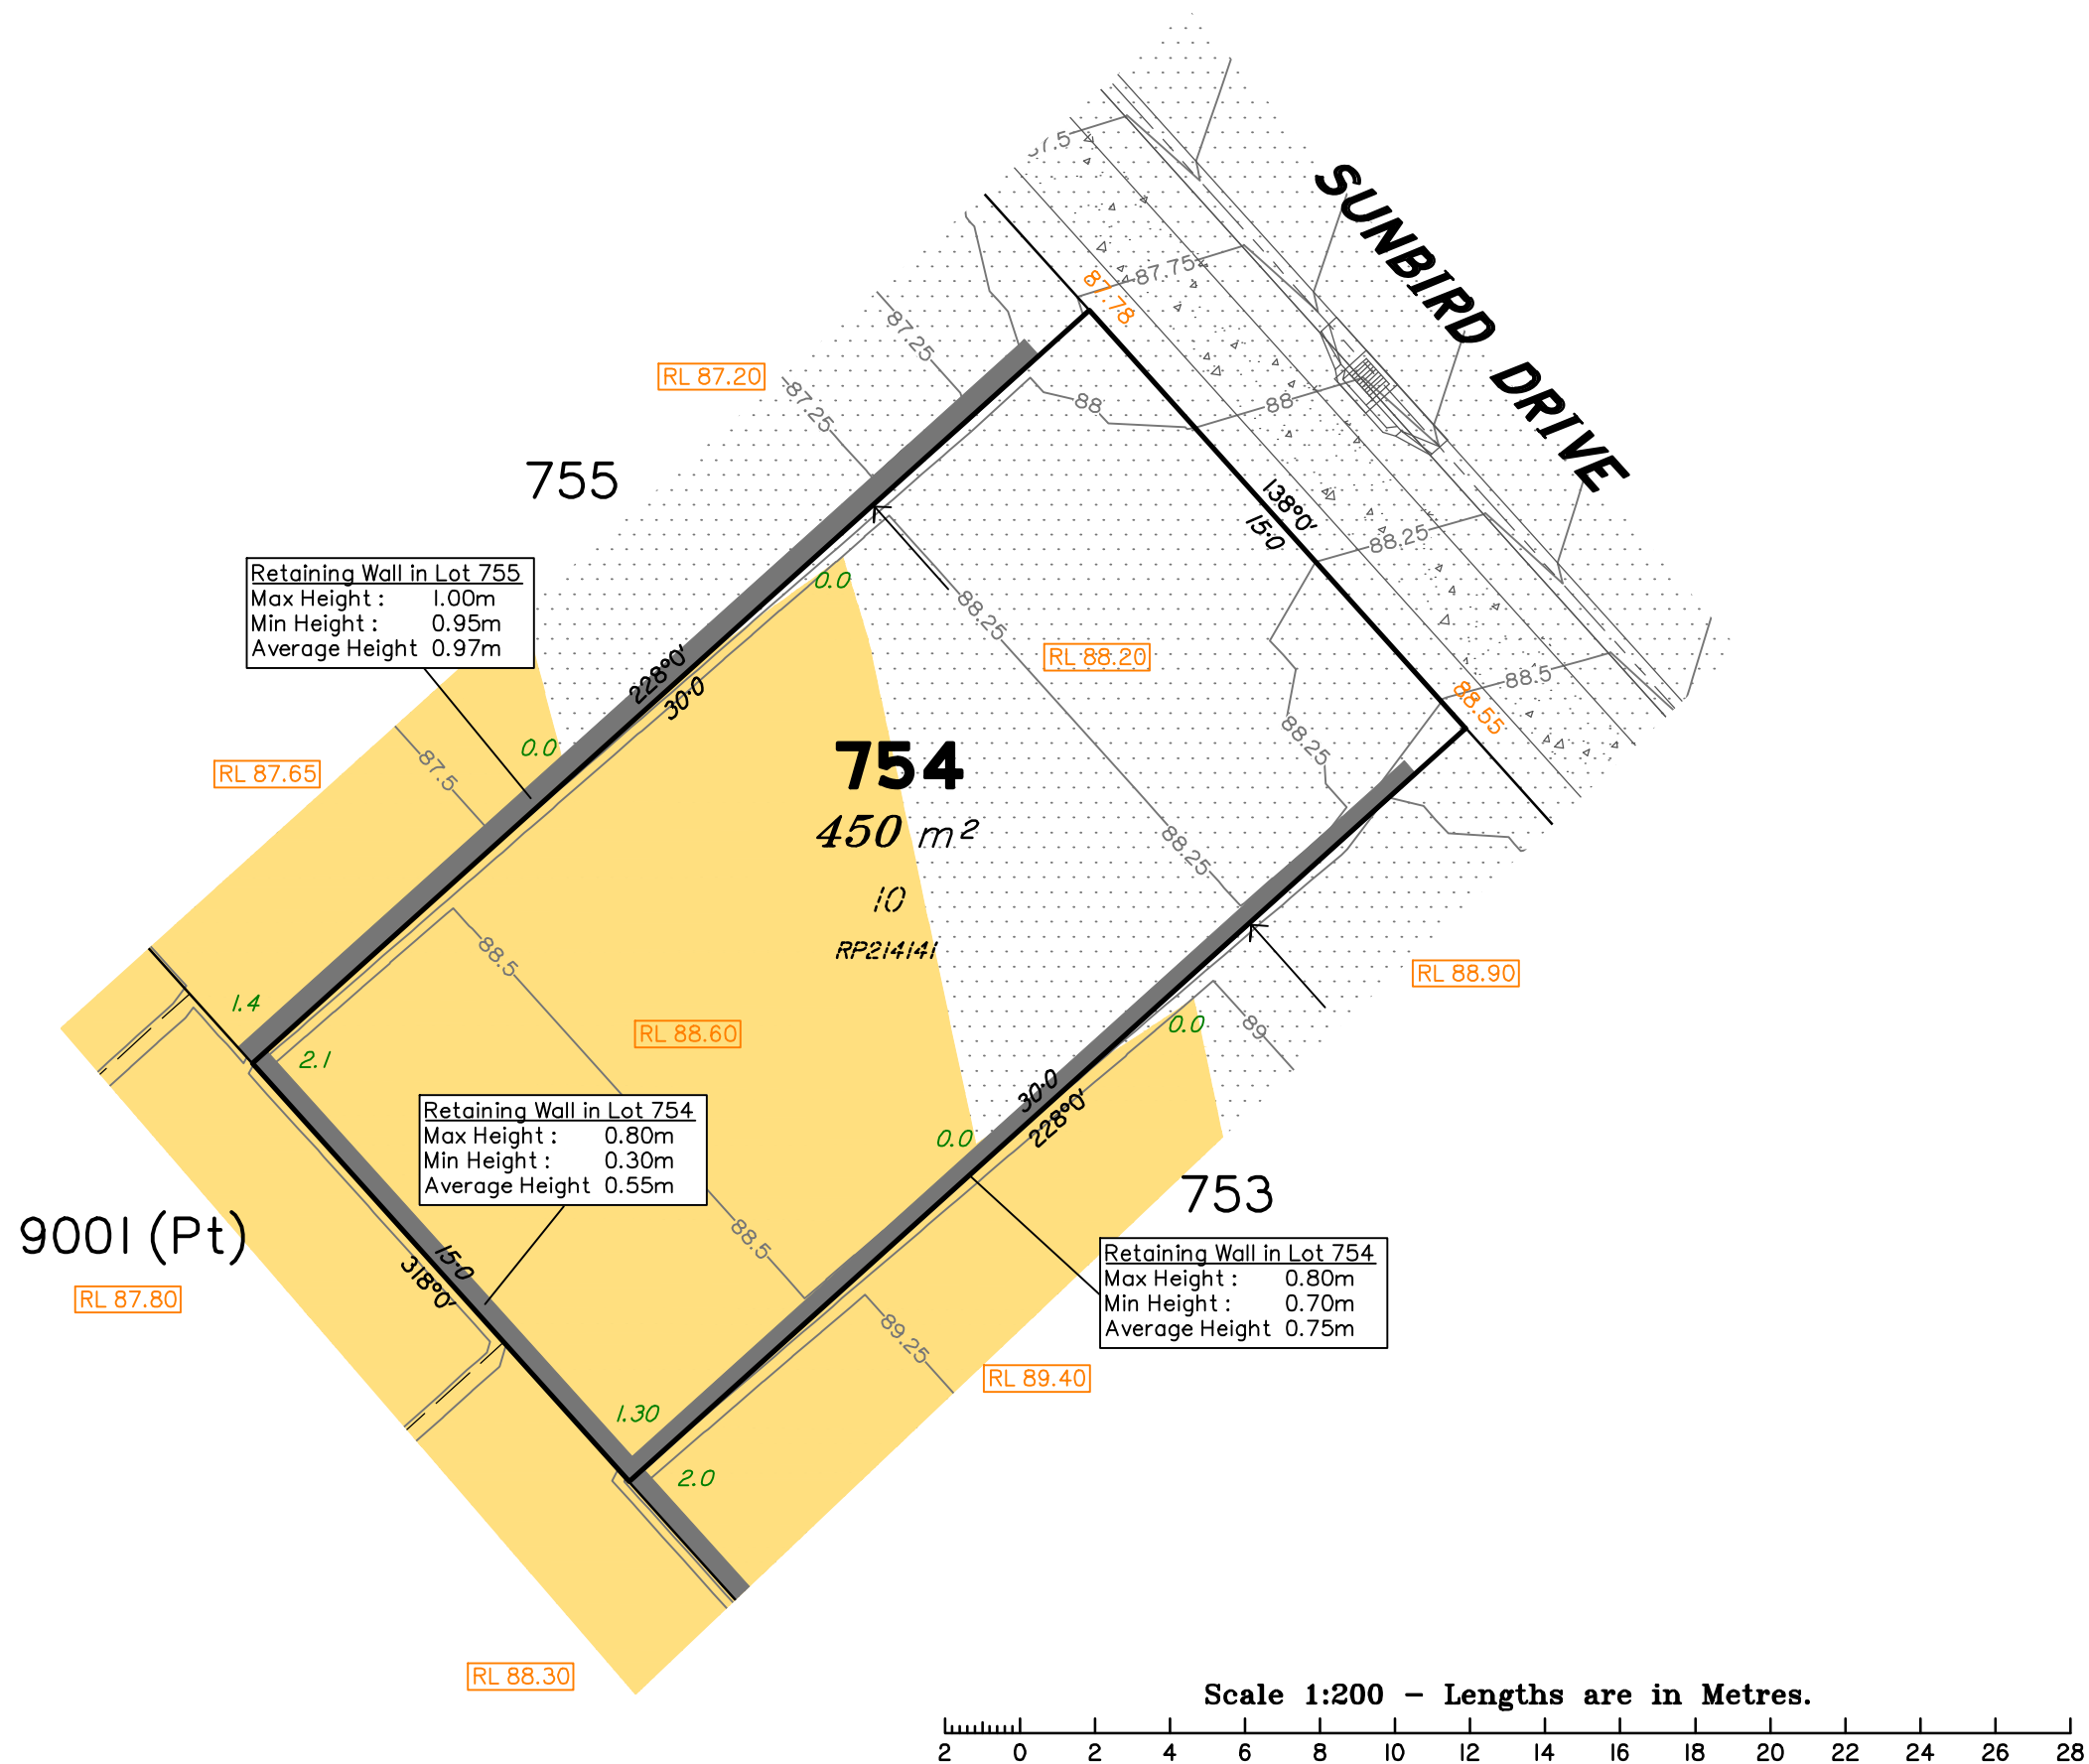 SUNBIRD DRIVE
87.75
87.78
87.25
RL 87.20
87.25
88
88
755
138°0'
15·0
88.25
Retaining Wall in Lot 755
Max Height : 1.00m
Min Height : 0.95m
Average Height 0.97m
0.0
88.25
RL 88.20
88.5
88.55
228°0'
30·0
88.25
0.0
RL 87.65
87.5
754
450 m²
10
RP214141
88.25
88.5
RL 88.90
1.4
2.1
RL 88.60
0.0
89
30·0
228°0'
0.0
Retaining Wall in Lot 754
Max Height : 0.80m
Min Height : 0.30m
Average Height 0.55m
753
9001 (Pt)
88.5
15·0
318°0'
RL 87.80
Retaining Wall in Lot 754
Max Height : 0.80m
Min Height : 0.70m
Average Height 0.75m
89.25
RL 89.40
1.30
2.0
RL 88.30
Scale 1:200 – Lengths are in Metres.
2 0 2 4 6 8 10 12 14 16 18 20 22 24 26 28